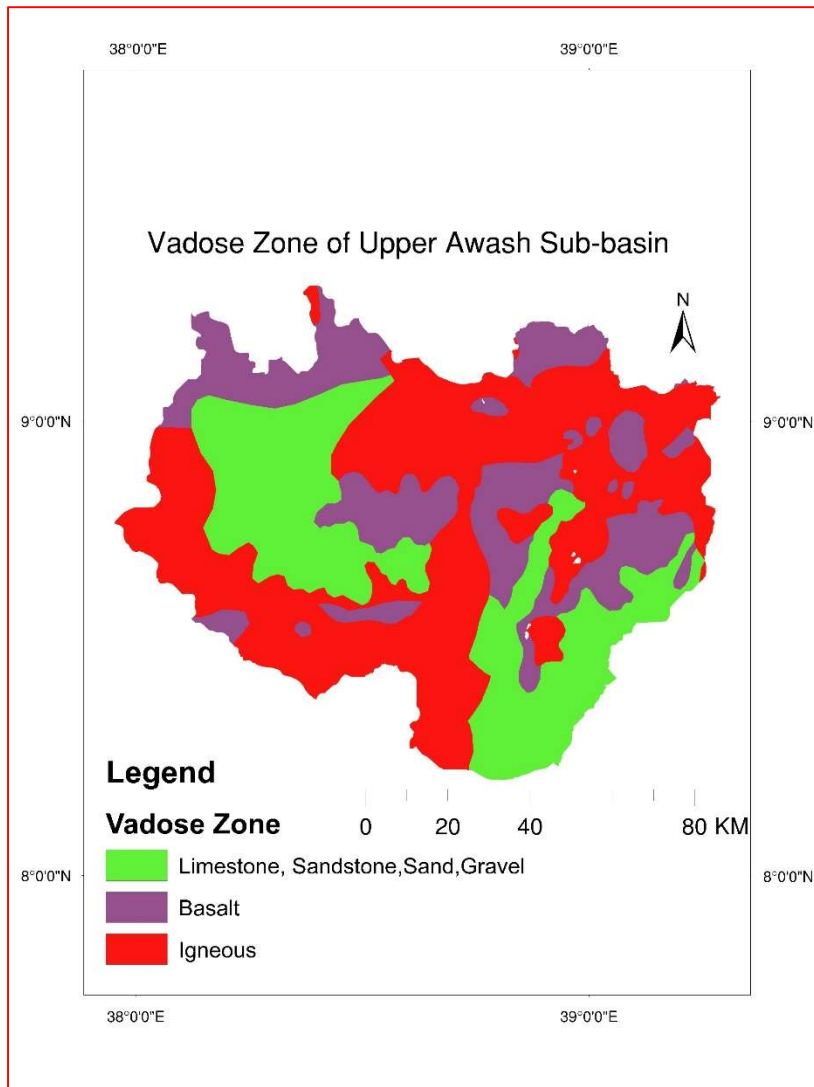 38°0'0"E 39°0'0"E
Vadose Zone of Upper Awash Sub-basin
N
9°0'0"N 9°0'0"N
Legend
Vadose Zone
0 20 40 80 KM
Limestone, Sandstone,Sand,Gravel
8°0'0"N 8°0'0"N
Basalt
Igneous
38°0'0"E 39°0'0"E